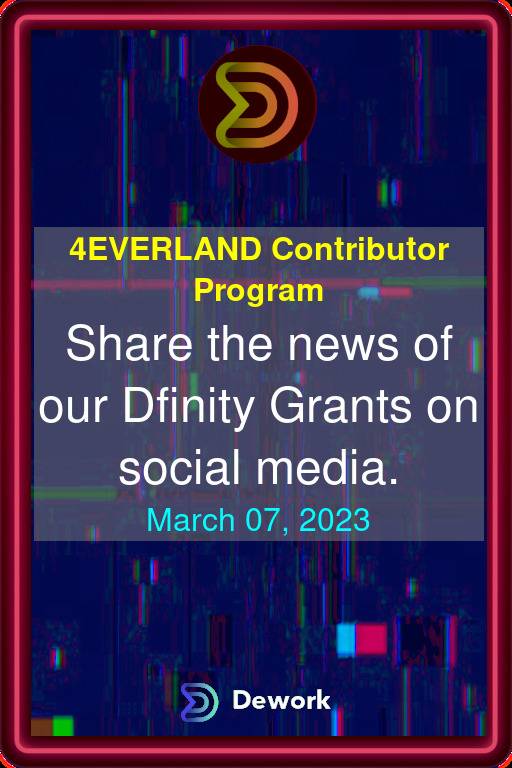 4EVERLAND Contributor
Program
Share the news of
our Dfinity Grants on
social media.
March 07, 2023
Dework